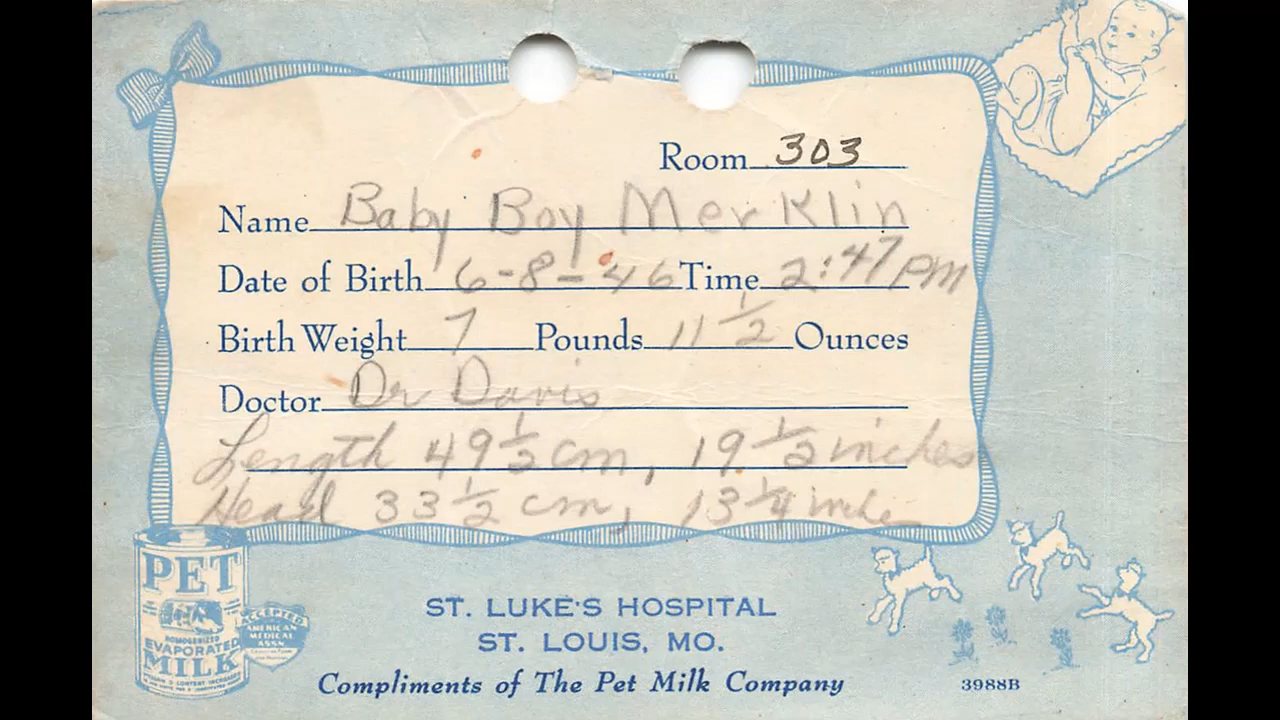 Room 303
Name Baby Boy Merklin
Date of Birth 6-8-46 Time 2:47 PM
Birth Weight 7 Pounds 11 1/2 Ounces
Doctor Dr Davis
Length 49 1/2 cm, 19 1/2 inches
Head 33 1/2 cm, 13 1/4 inche
PET
HOMOGENIZED
EVAPORATED
MILK
ACCEPTED
AMERICAN
MEDICAL
ASSN
ST. LUKE'S HOSPITAL
ST. LOUIS, MO.
Compliments of The Pet Milk Company
3988B